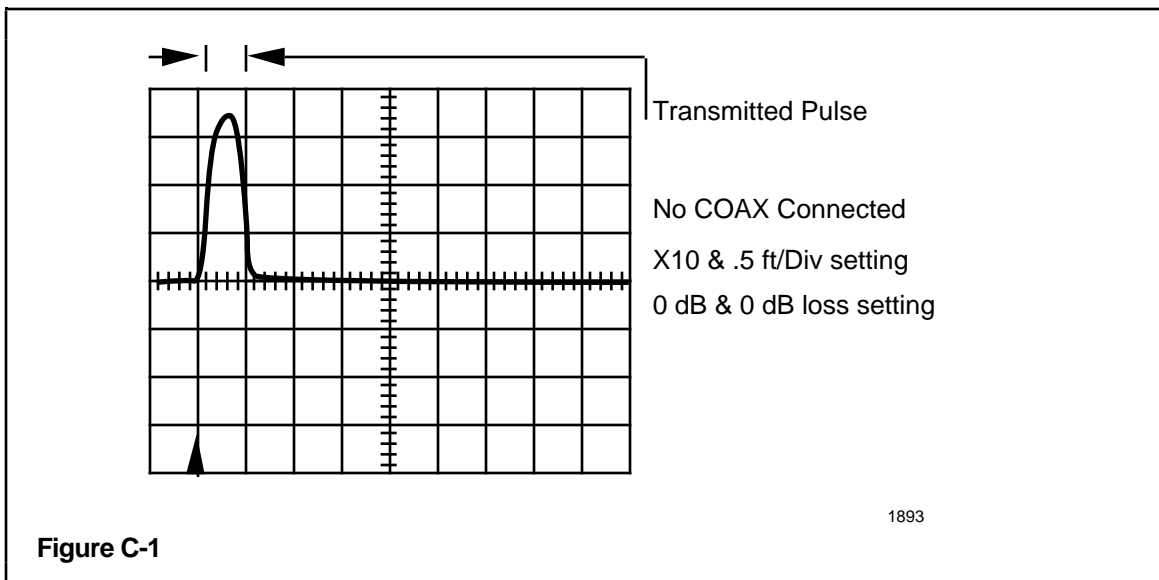 Transmitted Pulse
No COAX Connected
X10 & .5 ft/Div setting
0 dB & 0 dB loss setting
1893
Figure C-1